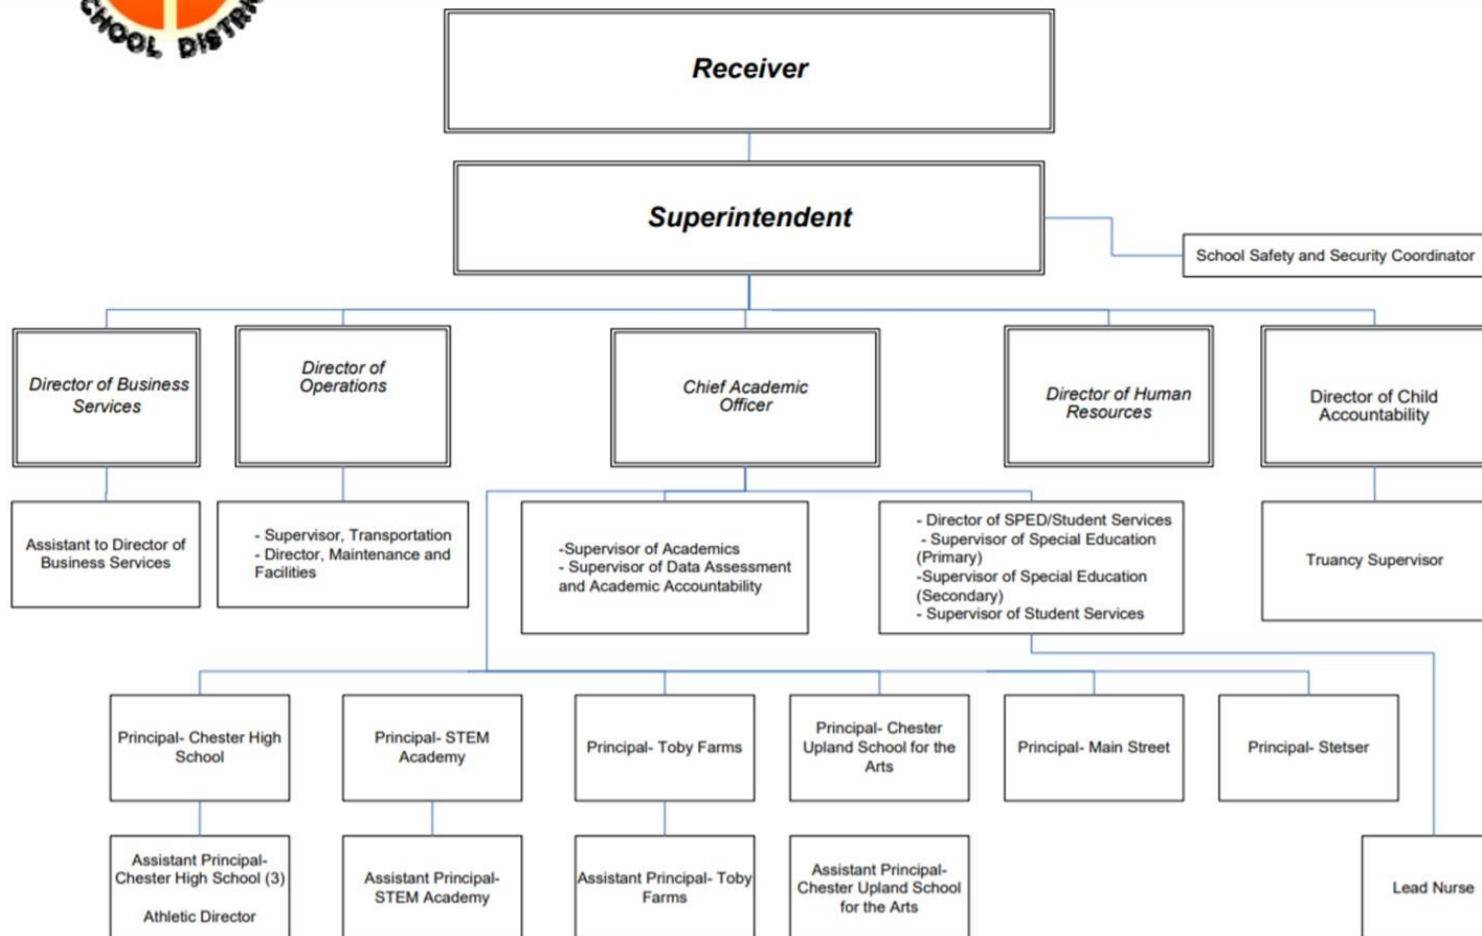 SCHOOL DISTRICT
Receiver
Superintendent
School Safety and Security Coordinator
Director of Business
Services
Director of
Operations
Chief Academic
Officer
Director of Human
Resources
Director of Child
Accountability
Assistant to Director of
Business Services
- Supervisor, Transportation
- Director, Maintenance and
Facilities
-Supervisor of Academics
- Supervisor of Data Assessment
and Academic Accountability
- Director of SPED/Student Services
- Supervisor of Special Education
(Primary)
-Supervisor of Special Education
(Secondary)
- Supervisor of Student Services
Truancy Supervisor
Principal- Chester High
School
Principal- STEM
Academy
Principal- Toby Farms
Principal- Chester
Upland School for the
Arts
Principal- Main Street
Principal- Stetser
Assistant Principal-
Chester High School (3)
Athletic Director
Assistant Principal-
STEM Academy
Assistant Principal- Toby
Farms
Assistant Principal-
Chester Upland School
for the Arts
Lead Nurse